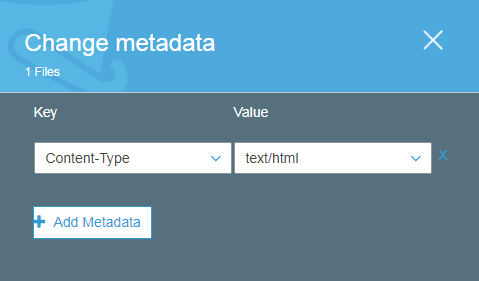 Change metadata
1 Files
Key Value
Content-Type text/html X
Add Metadata